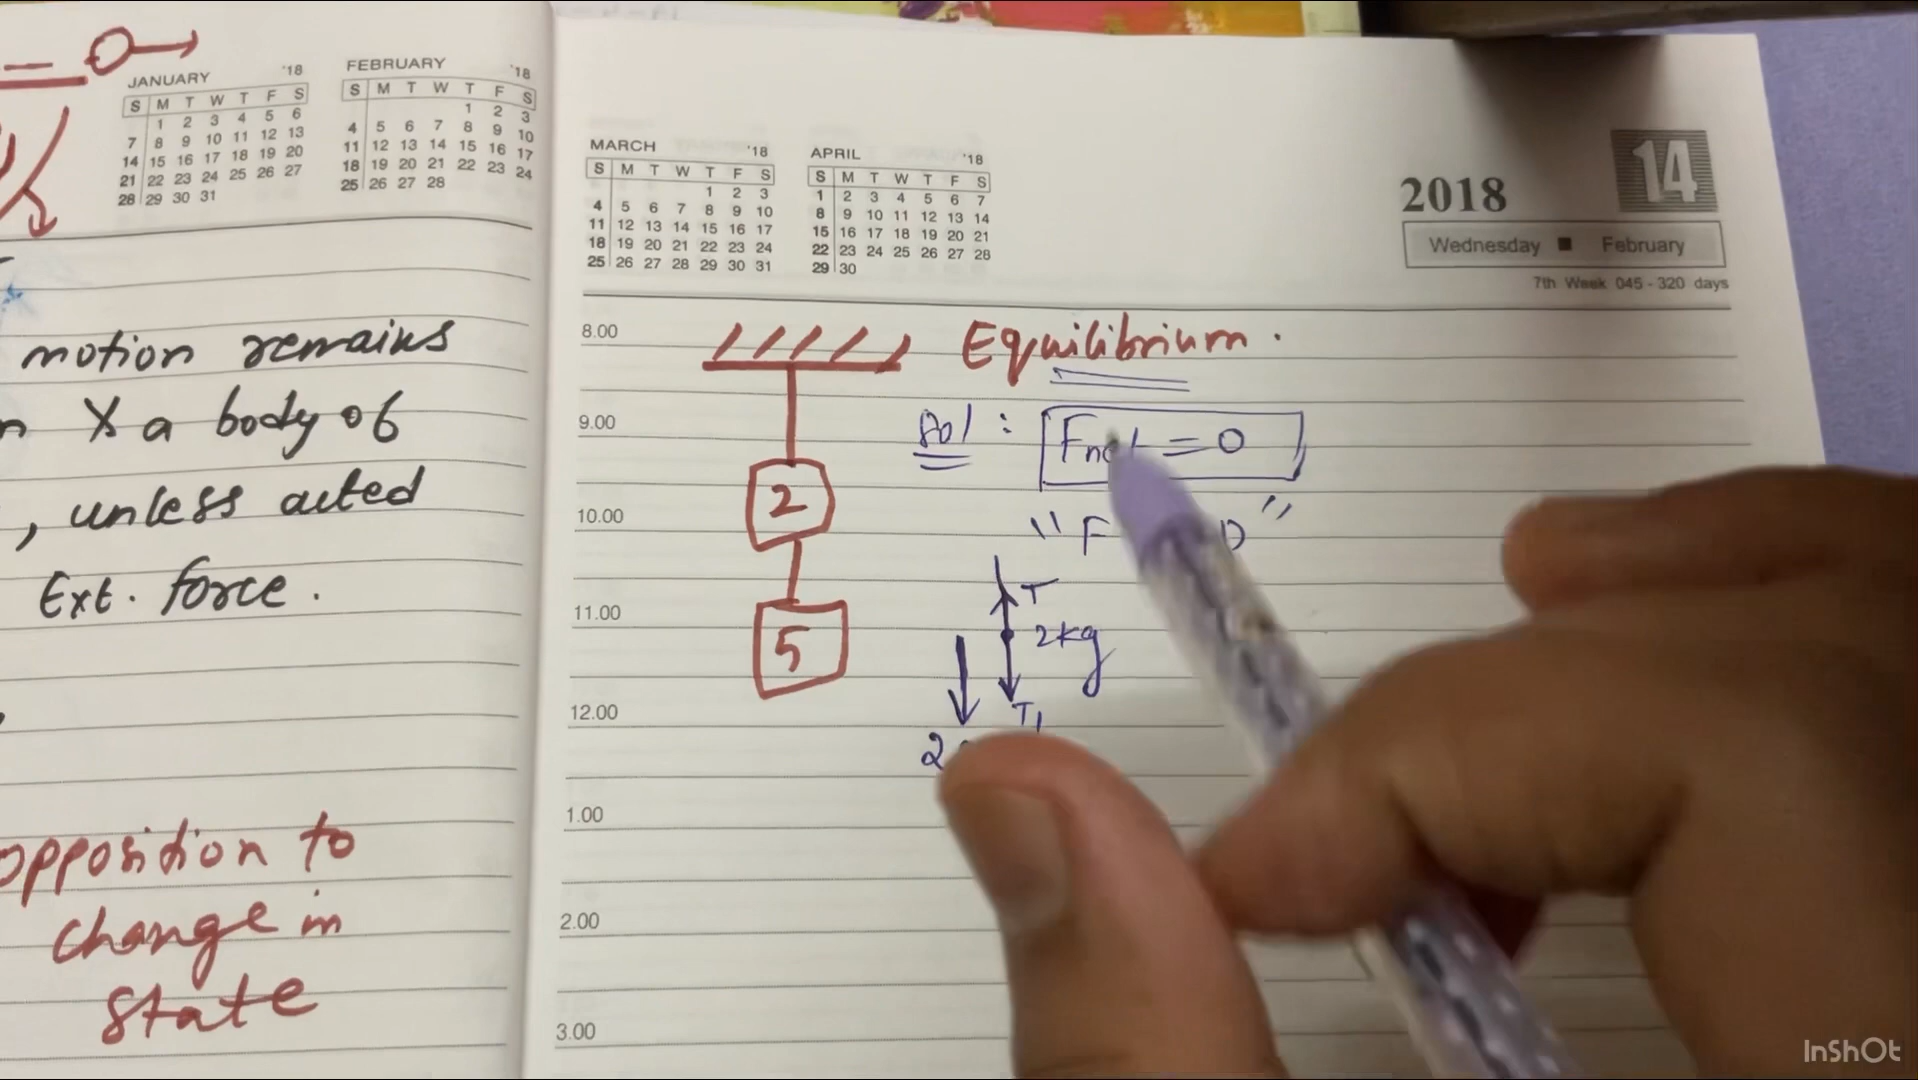 JANUARY '18
S M T W T F S
1 2 3 4 5 6
7 8 9 10 11 12 13
14 15 16 17 18 19 20
21 22 23 24 25 26 27
28 29 30 31
FEBRUARY '18
S M T W T F S
1 2 3
4 5 6 7 8 9 10
11 12 13 14 15 16 17
18 19 20 21 22 23 24
25 26 27 28
motion remains
X a body of
, unless acted
Ext. force.
opposition to
change in
state
MARCH '18
S M T W T F S
1 2 3
4 5 6 7 8 9 10
11 12 13 14 15 16 17
18 19 20 21 22 23 24
25 26 27 28 29 30 31
APRIL '18
S M T W T F S
1 2 3 4 5 6 7
8 9 10 11 12 13 14
15 16 17 18 19 20 21
22 23 24 25 26 27 28
29 30
2018 14
Wednesday ■ February
7th Week 045 - 320 days
8.00
Equilibrium.
9.00
Sol : Fnet = 0
10.00
2
"F D"
T
11.00
2kg
5
12.00
T1
2
1.00
2.00
3.00
InShOt